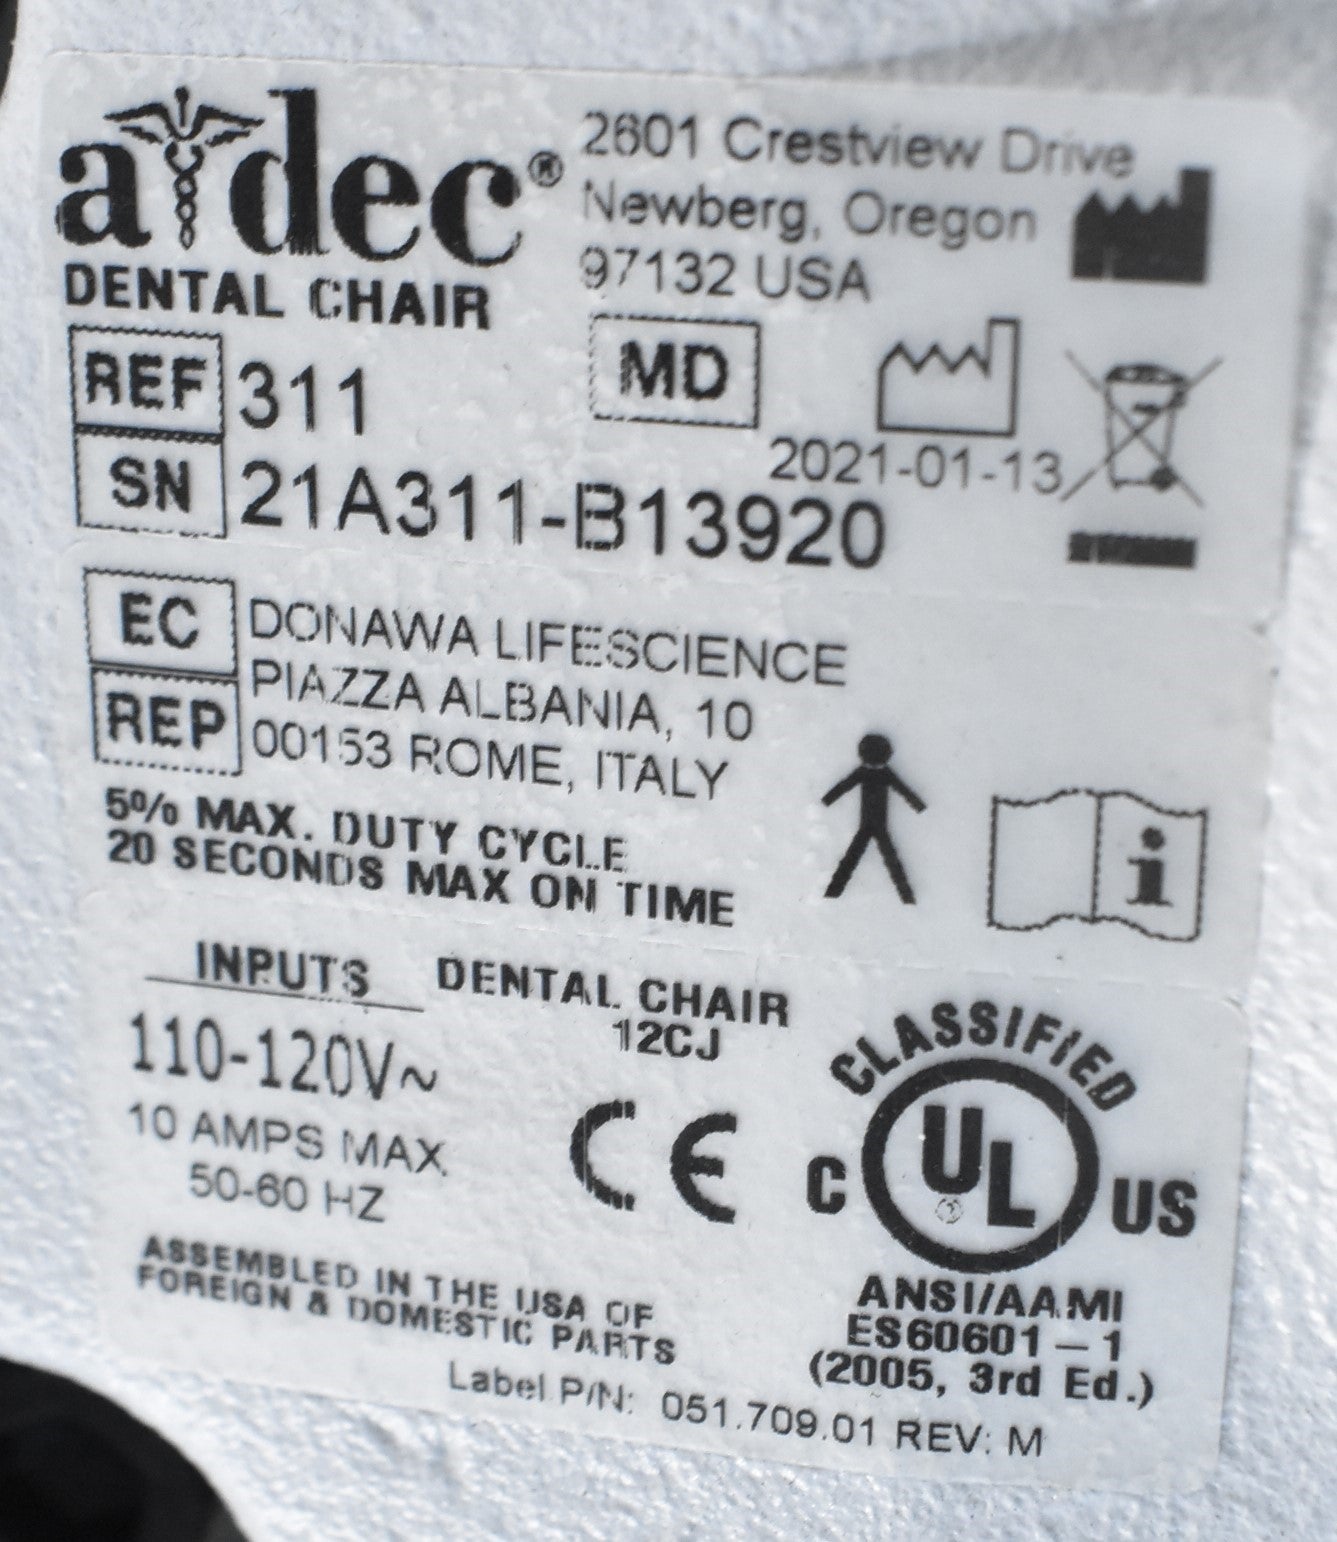 a-dec®
DENTAL CHAIR
2601 Crestview Drive
Newberg, Oregon
97132 USA
REF 311
MD
2021-01-13
SN 21A311-B13920
EC REP
DONAWA LIFESCIENCE
PIAZZA ALBANIA, 10
00153 ROME, ITALY
5% MAX. DUTY CYCLE
20 SECONDS MAX ON TIME
i
INPUTS
110-120V~
10 AMPS MAX.
50-60 HZ
DENTAL CHAIR
12CJ
CE
CLASSIFIED
C UL US
ANSI/AAMI
ES60601-1
(2005, 3rd Ed.)
ASSEMBLED IN THE USA OF
FOREIGN & DOMESTIC PARTS
Label P/N: 051.709.01 REV: M